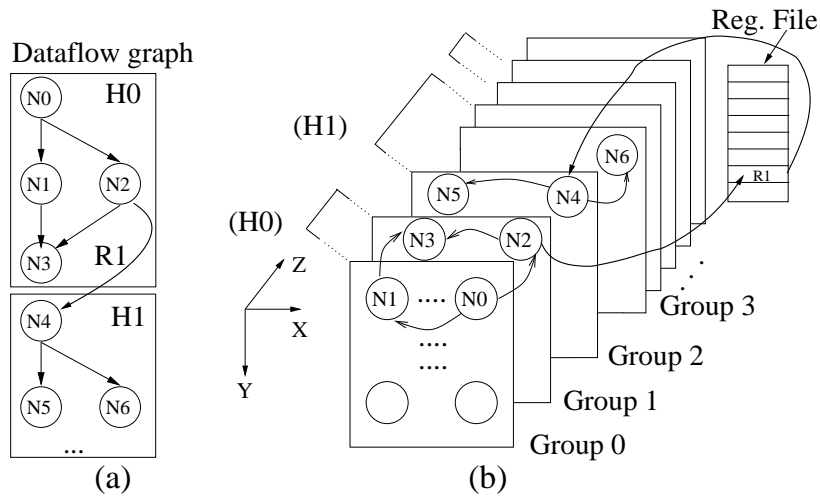 Dataflow graph
H0
N0
N1
N2
N3
R1
N4
H1
N5
N6
...
(a)
Reg. File
R1
(H1)
N6
N5
N4
(H0)
N3
N2
Z
X
Y
N1
....
N0
....
....
...
Group 3
Group 2
Group 1
Group 0
(b)